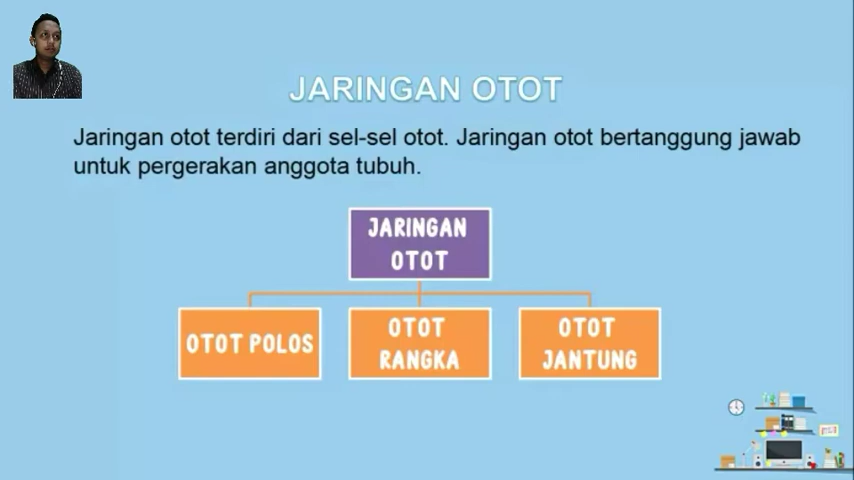 JARINGAN OTOT
Jaringan otot terdiri dari sel-sel otot. Jaringan otot bertanggung jawab
untuk pergerakan anggota tubuh.
JARINGAN
OTOT
OTOT POLOS
OTOT
RANGKA
OTOT
JANTUNG